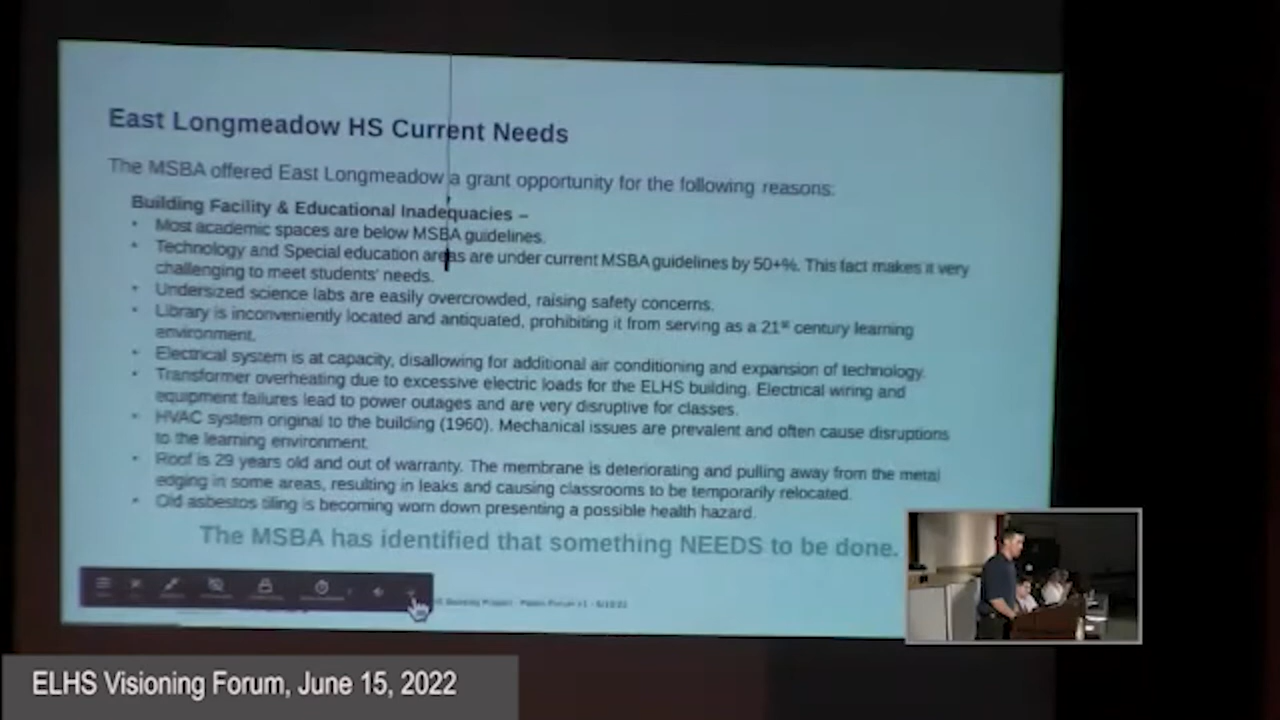 East Longmeadow HS Current Needs
The MSBA offered East Longmeadow a grant opportunity for the following reasons:
Building Facility & Educational Inadequacies –
• Most academic spaces are below MSBA guidelines.
• Technology and Special education areas are under current MSBA guidelines by 50+%. This fact makes it very
challenging to meet students' needs.
• Undersized science labs are easily overcrowded, raising safety concerns.
• Library is inconveniently located and antiquated, prohibiting it from serving as a 21st century learning
environment.
• Electrical system is at capacity, disallowing for additional air conditioning and expansion of technology.
• Transformer overheating due to excessive electric loads for the ELHS building. Electrical wiring and
equipment failures lead to power outages and are very disruptive for classes.
• HVAC system original to the building (1960). Mechanical issues are prevalent and often cause disruptions
to the learning environment.
• Roof is 29 years old and out of warranty. The membrane is deteriorating and pulling away from the metal
edging in some areas, resulting in leaks and causing classrooms to be temporarily relocated.
• Old asbestos tiling is becoming worn down presenting a possible health hazard.
The MSBA has identified that something NEEDS to be done.
Building Project - Public Forum #1 -
ELHS Visioning Forum, June 15, 2022